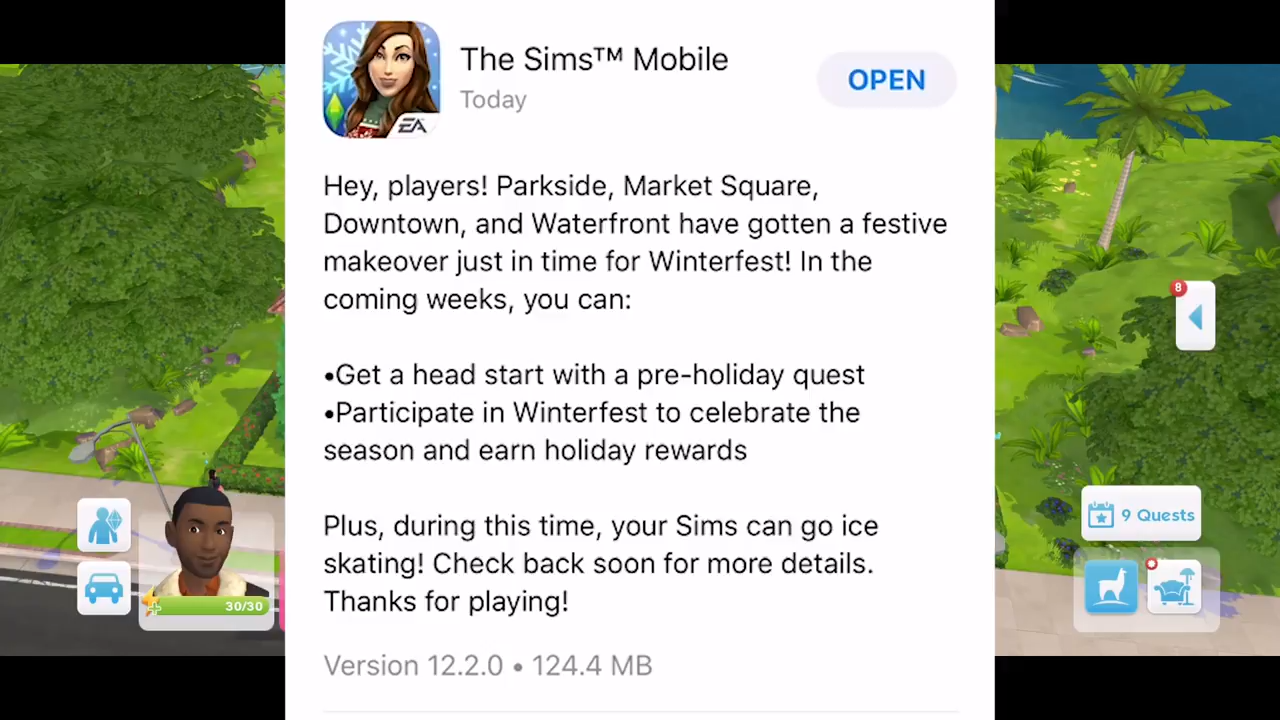 The Sims™ Mobile
Today
OPEN
EA
Hey, players! Parkside, Market Square,
Downtown, and Waterfront have gotten a festive
makeover just in time for Winterfest! In the
coming weeks, you can:
•Get a head start with a pre-holiday quest
•Participate in Winterfest to celebrate the
season and earn holiday rewards
Plus, during this time, your Sims can go ice
skating! Check back soon for more details.
Thanks for playing!
Version 12.2.0 • 124.4 MB
30/30
8
9 Quests